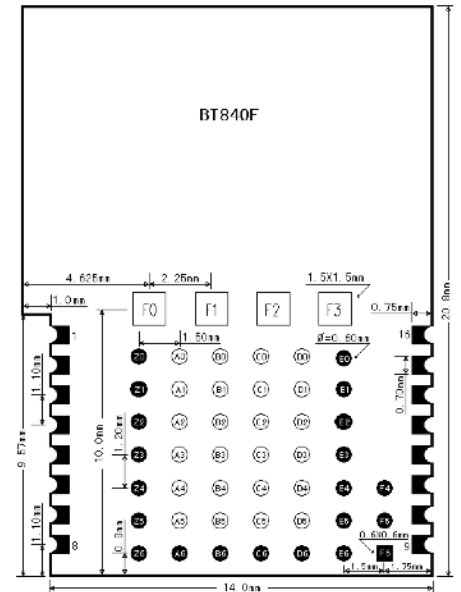 BT840F
4.625mm
2.25mm
1.5X1.5mm
1.0mm
F0 F1 F2 F3
0.75mm
20.8mm
1.50mm
Ø=0.60mm
1 16
Z0 A0 B0 C0 D0 E0
1.10mm
Z1 A1 B1 C1 D1 E1
0.70mm
Z2 A2 B2 C2 D2 E2
1.20mm
9.57mm
10.0mm
Z3 A3 B3 C3 D3 E3
Z4 A4 B4 C4 D4 E4 F4
1.10mm
Z5 A5 B5 C5 D5 E5
0.8mm
0.6X0.6mm
8 9
Z6 A6 B6 C6 D6 E6
1.5mm 1.75mm
14.0mm